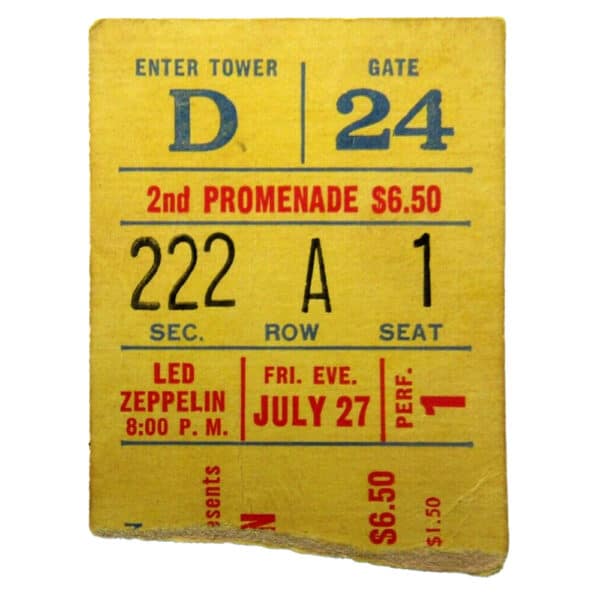 ENTER TOWER GATE
D 24
2nd PROMENADE $6.50
222 A 1
SEC. ROW SEAT
LED
ZEPPELIN
8:00 P. M.
FRI. EVE.
JULY 27
PERF.
1
esents
N
$6.50
$1.50